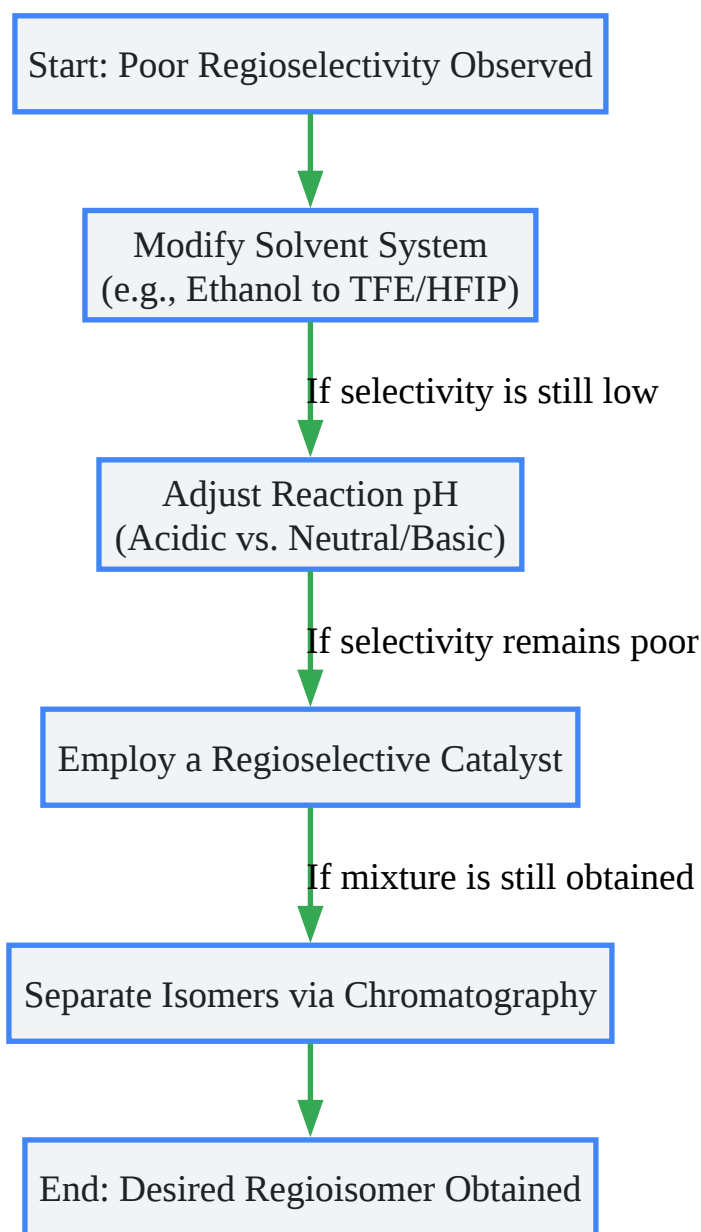 Start: Poor Regioselectivity Observed
Modify Solvent System
(e.g., Ethanol to TFE/HFIP)
If selectivity is still low
Adjust Reaction pH
(Acidic vs. Neutral/Basic)
If selectivity remains poor
Employ a Regioselective Catalyst
If mixture is still obtained
Separate Isomers via Chromatography
End: Desired Regioisomer Obtained